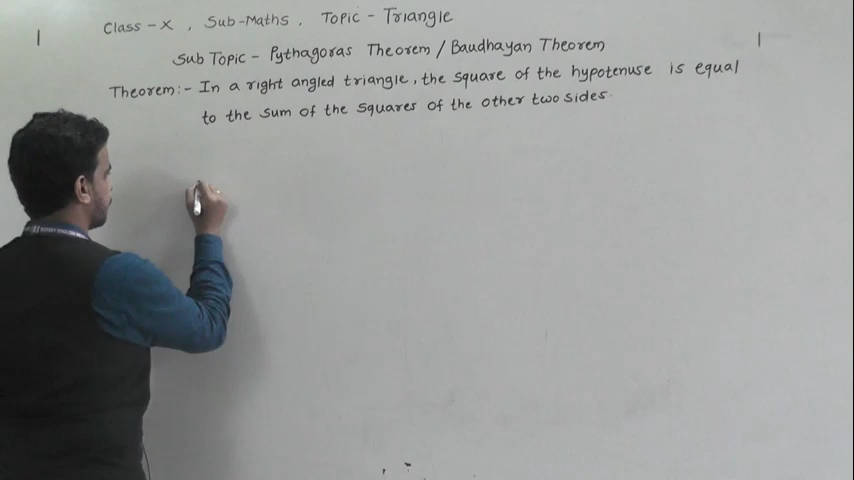 Class-X, Sub-Maths, Topic-Triangle
Sub Topic - Pythagoras Theorem / Baudhayan Theorem
Theorem:- In a right angled triangle, the square of the hypotenuse is equal
to the sum of the squares of the other two sides.